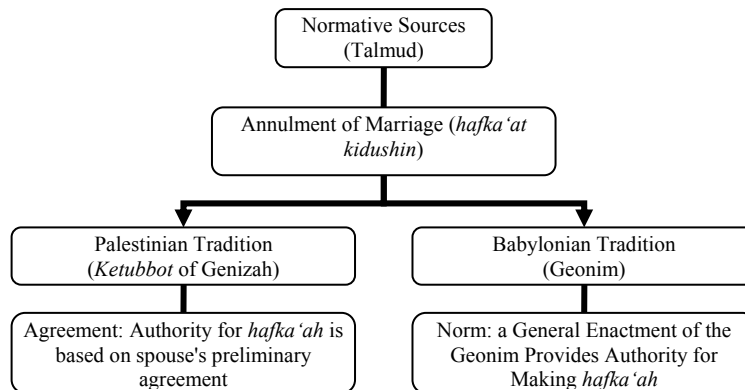 Normative Sources
(Talmud)
Annulment of Marriage (hafka‘at
kidushin)
Palestinian Tradition
(Ketubbot of Genizah)
Babylonian Tradition
(Geonim)
Agreement: Authority for hafka‘ah is
based on spouse's preliminary
agreement
Norm: a General Enactment of the
Geonim Provides Authority for
Making hafka‘ah